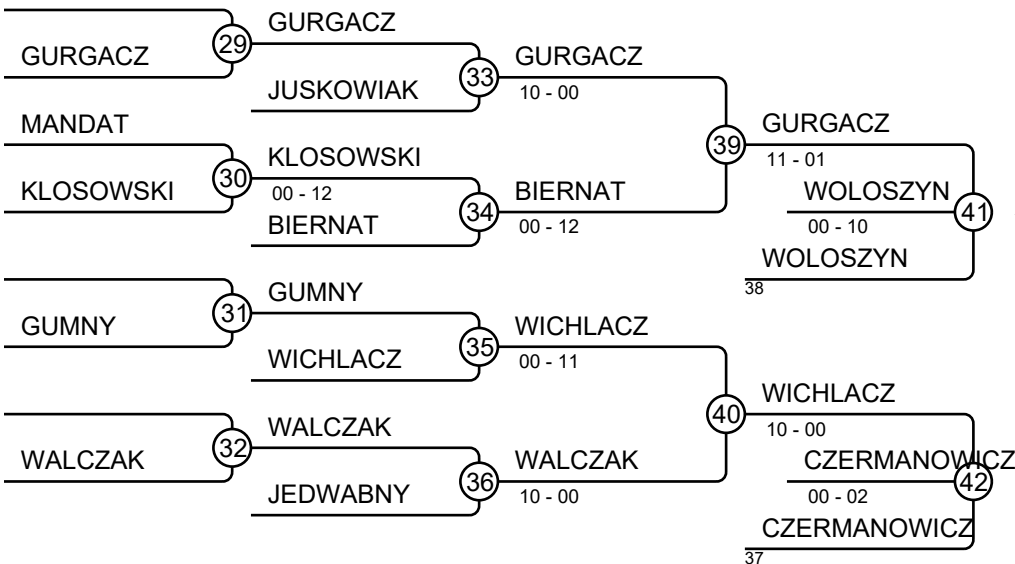 GURGACZ
GURGACZ
29
GURGACZ
33
JUSKOWIAK
10 - 00
MANDAT
GURGACZ
39
KLOSOWSKI
11 - 01
KLOSOWSKI
30
WOLOSZYN
BIERNAT
00 - 12
34
41
BIERNAT
00 - 12
00 - 10
WOLOSZYN
38
GUMNY
31
GUMNY
WICHLACZ
35
WICHLACZ
00 - 11
WICHLACZ
40
WALCZAK
10 - 00
32
WALCZAK
WALCZAK
CZERMANOWICZ
36
42
JEDWABNY
10 - 00
00 - 02
CZERMANOWICZ
37